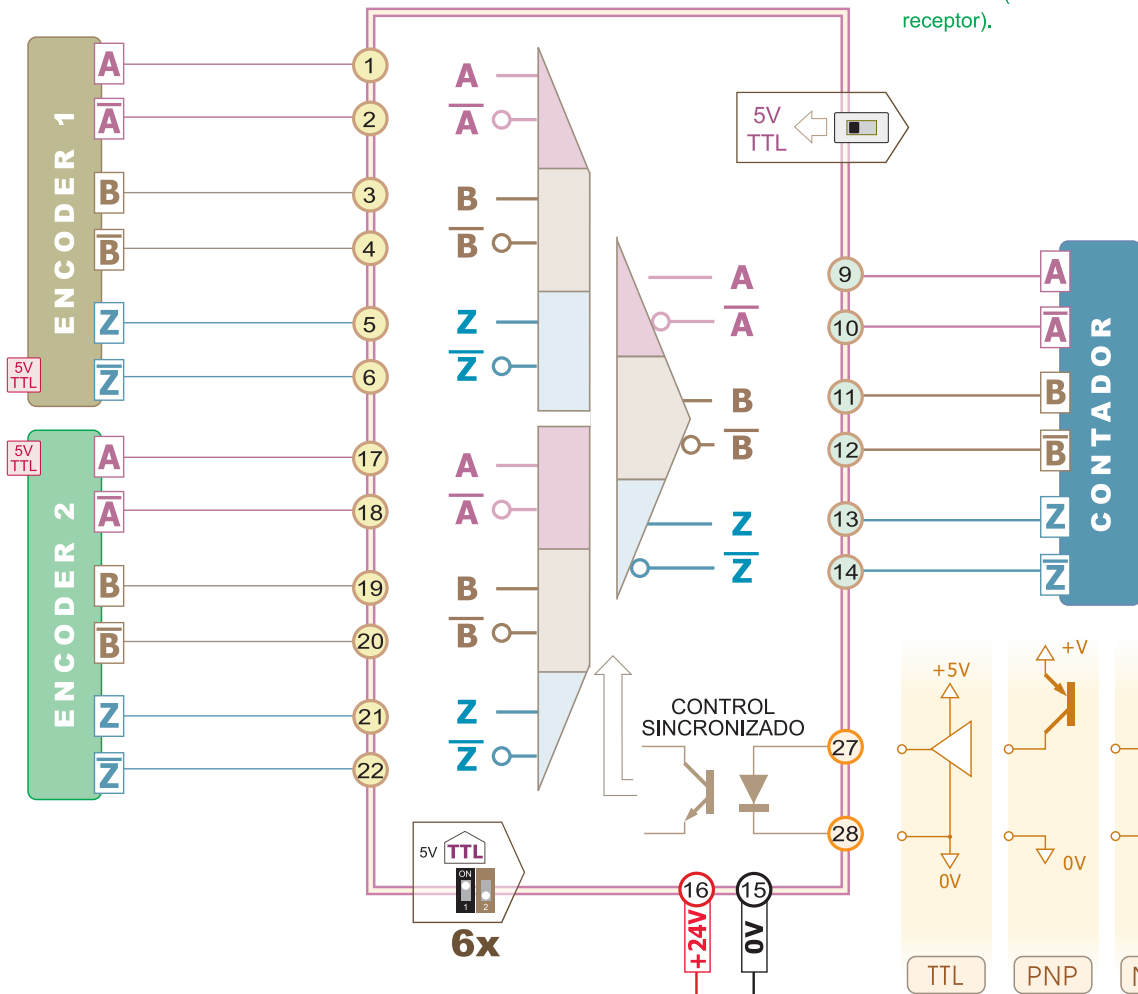 receptor).
ENCODER 1
A
A̅
B
B̅
Z
Z̅
5V
TTL
1
2
3
4
5
6
A
A̅
B
B̅
Z
Z̅
5V
TTL
9
10
11
12
13
14
A
A̅
B
B̅
Z
Z̅
A
A̅
B
B̅
Z
Z̅
CONTADOR
5V
TTL
ENCODER 2
A
A̅
B
B̅
Z
Z̅
17
18
19
20
21
22
A
A̅
B
B̅
Z
Z̅
CONTROL
SINCRONIZADO
27
28
5V TTL
ON
1 2
6x
16
15
+24V
0V
+5V
0V
TTL
+V
0V
PNP